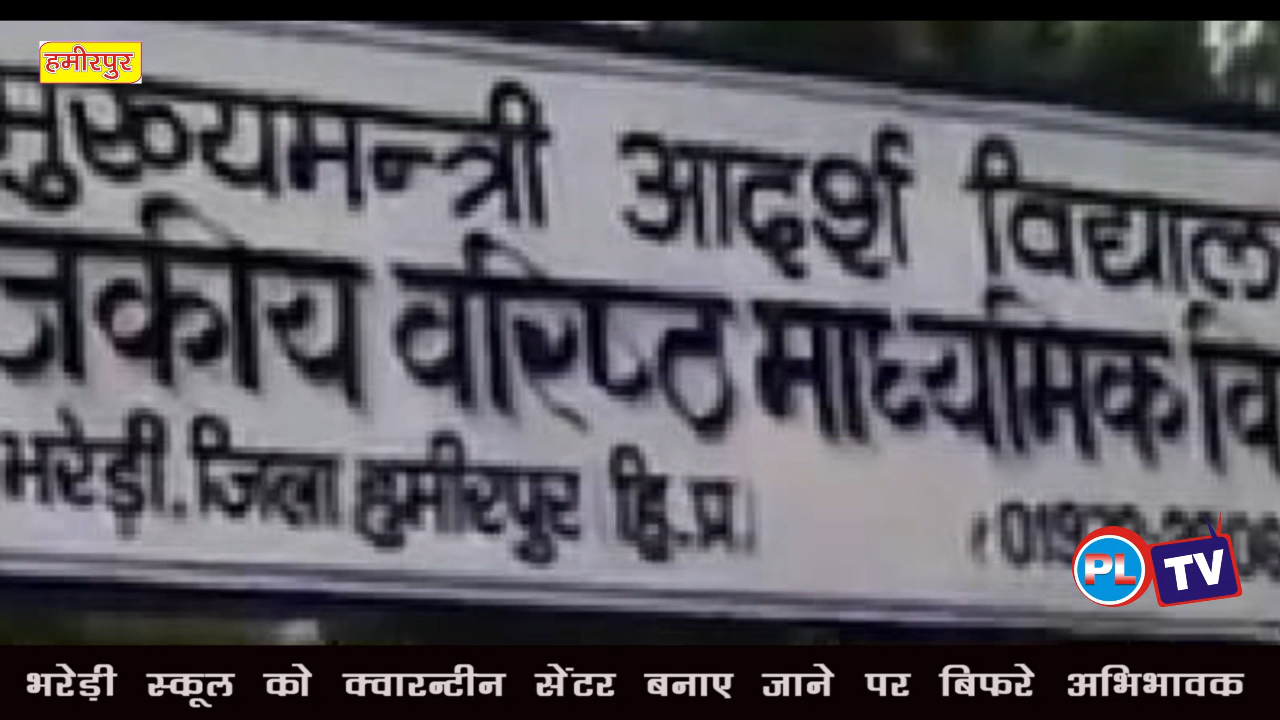 हमीरपुर
मुख्यमन्त्री आदर्श विद्याल
जकीय वरिष्ठ माध्यमिक वि
भरेड़ी. जिला हमीरपुर हि.प्र.
PL TV
भरेड़ी स्कूल को क्वारन्टीन सेंटर बनाए जाने पर बिफरे अभिभावक